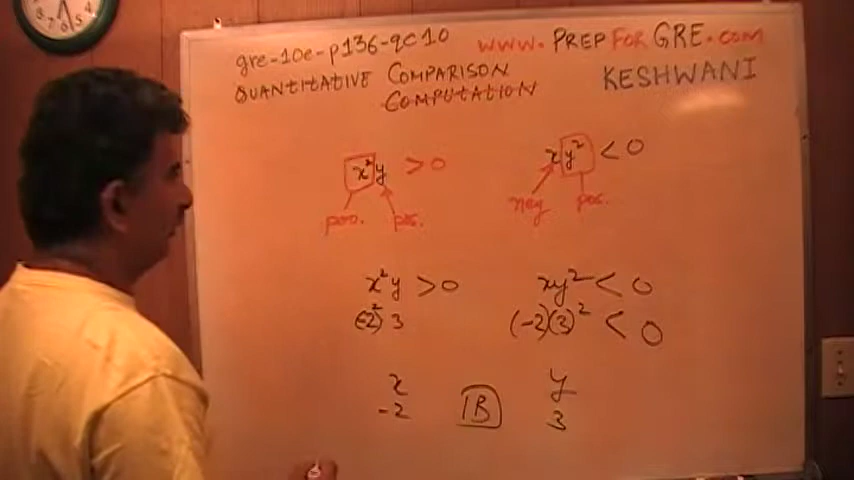 gre-10e-p136-qc10
www.PREPFORGRE.com
QUANTITATIVE COMPARISON
KESHWANI
COMPUTATION
x²y > 0
xy² < 0
pos. pos.
neg pos.
x²y > 0
xy² < 0
(-2)² 3
(-2)(3)² < 0
x
y
-2
B
3